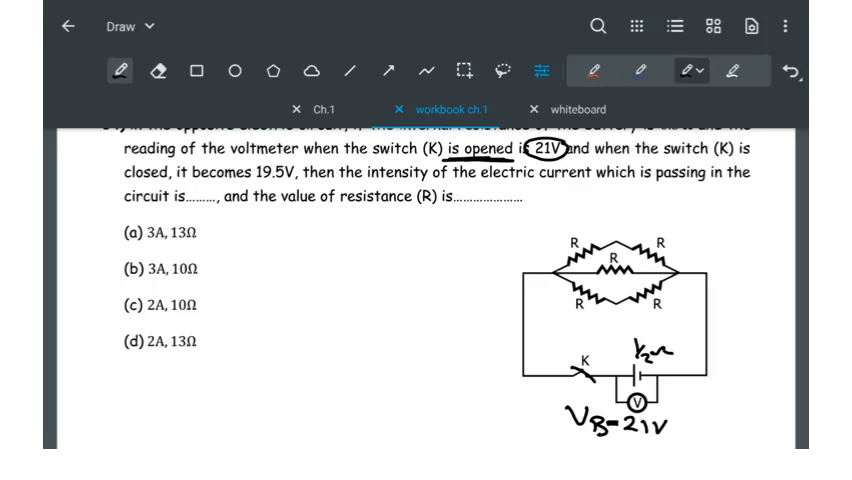 Draw
Ch.1
workbook ch.1
whiteboard
reading of the voltmeter when the switch (K) is opened is 21V and when the switch (K) is
closed, it becomes 19.5V, then the intensity of the electric current which is passing in the
circuit is………, and the value of resistance (R) is…………………
(a) 3A, 13Ω
(b) 3A, 10Ω
(c) 2A, 10Ω
(d) 2A, 13Ω
R R
R
R R
K
½Ω
V
VB=21V